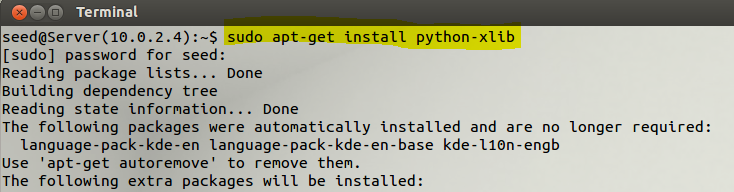 Terminal
seed@Server(10.0.2.4):~$ sudo apt-get install python-xlib
[sudo] password for seed:
Reading package lists... Done
Building dependency tree
Reading state information... Done
The following packages were automatically installed and are no longer required:
  language-pack-kde-en language-pack-kde-en-base kde-l10n-engb
Use 'apt-get autoremove' to remove them.
The following extra packages will be installed: